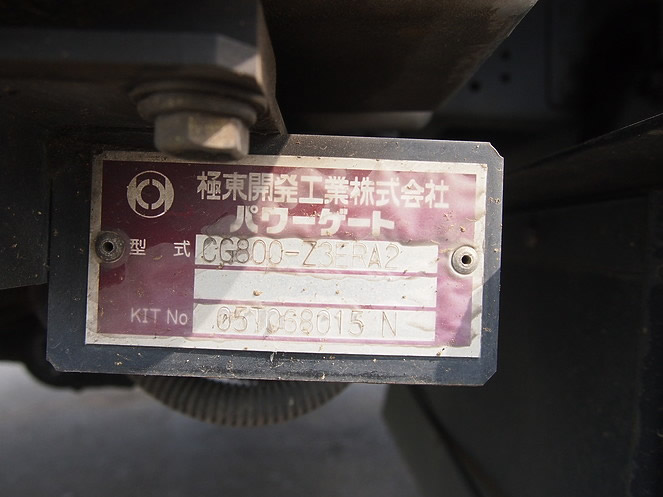 極東開発工業株式会社
パワーゲート
型 式 CG800-Z3ERA2
KIT No 05T068015 N